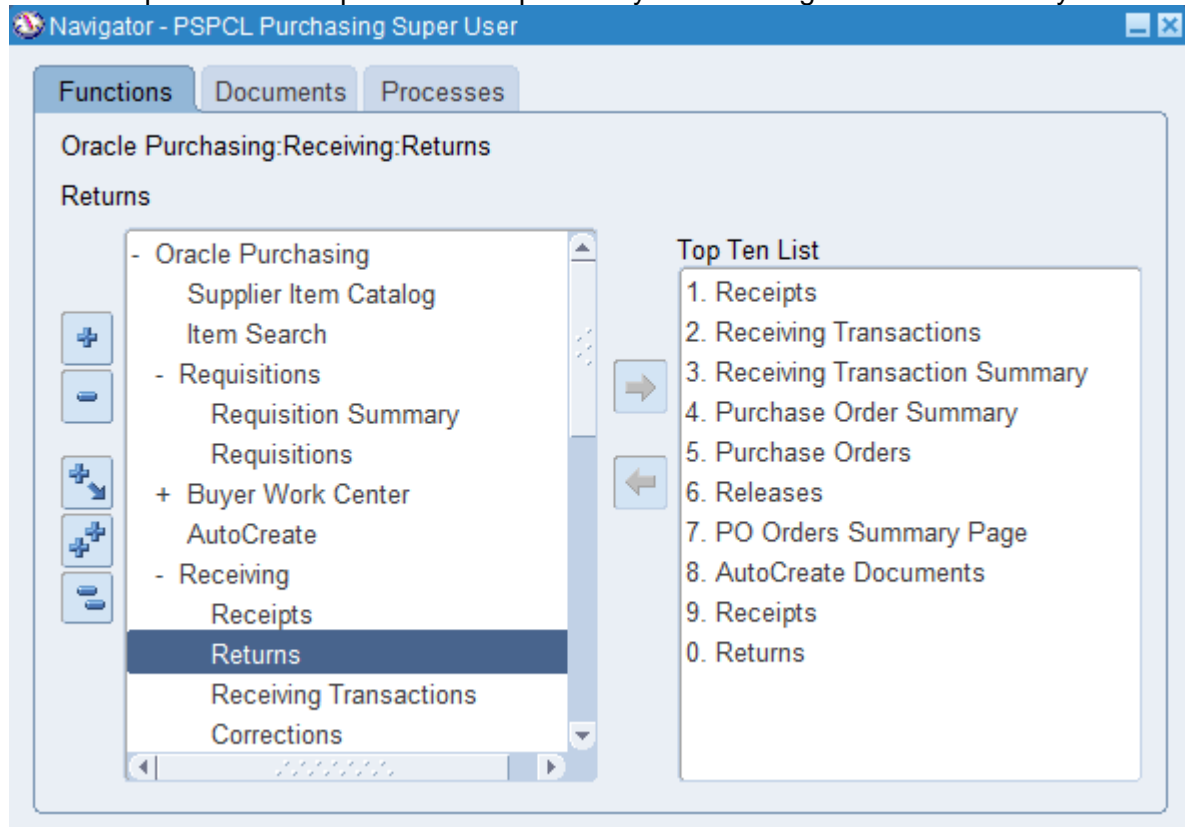 Navigator - PSPCL Purchasing Super User
Functions Documents Processes
Oracle Purchasing:Receiving:Returns
Returns
- Oracle Purchasing
Supplier Item Catalog
Item Search
- Requisitions
Requisition Summary
Requisitions
+ Buyer Work Center
AutoCreate
- Receiving
Receipts
Returns
Receiving Transactions
Corrections
Top Ten List
1. Receipts
2. Receiving Transactions
3. Receiving Transaction Summary
4. Purchase Order Summary
5. Purchase Orders
6. Releases
7. PO Orders Summary Page
8. AutoCreate Documents
9. Receipts
0. Returns